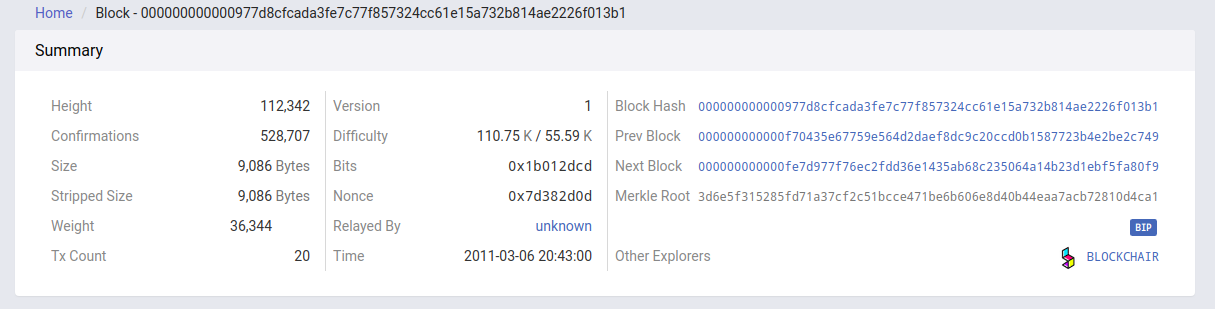 Home / Block - 000000000000977d8cfcada3fe7c77f857324cc61e15a732b814ae2226f013b1
Summary
Height 112,342 Version 1 Block Hash 000000000000977d8cfcada3fe7c77f857324cc61e15a732b814ae2226f013b1
Confirmations 528,707 Difficulty 110.75 K / 55.59 K Prev Block 00000000000f70435e67759e564d2daef8dc9c20ccd0b1587723b4e2be2c749
Size 9,086 Bytes Bits 0x1b012dcd Next Block 000000000000fe7d977f76ec2fdd36e1435ab68c235064a14b23d1ebf5fa80f9
Stripped Size 9,086 Bytes Nonce 0x7d382d0d Merkle Root 3d6e5f315285fd71a37cf2c51bcce471be6b606e8d40b44eaa7acb72810d4ca1
Weight 36,344 Relayed By unknown BIP
Tx Count 20 Time 2011-03-06 20:43:00 Other Explorers BLOCKCHAIR